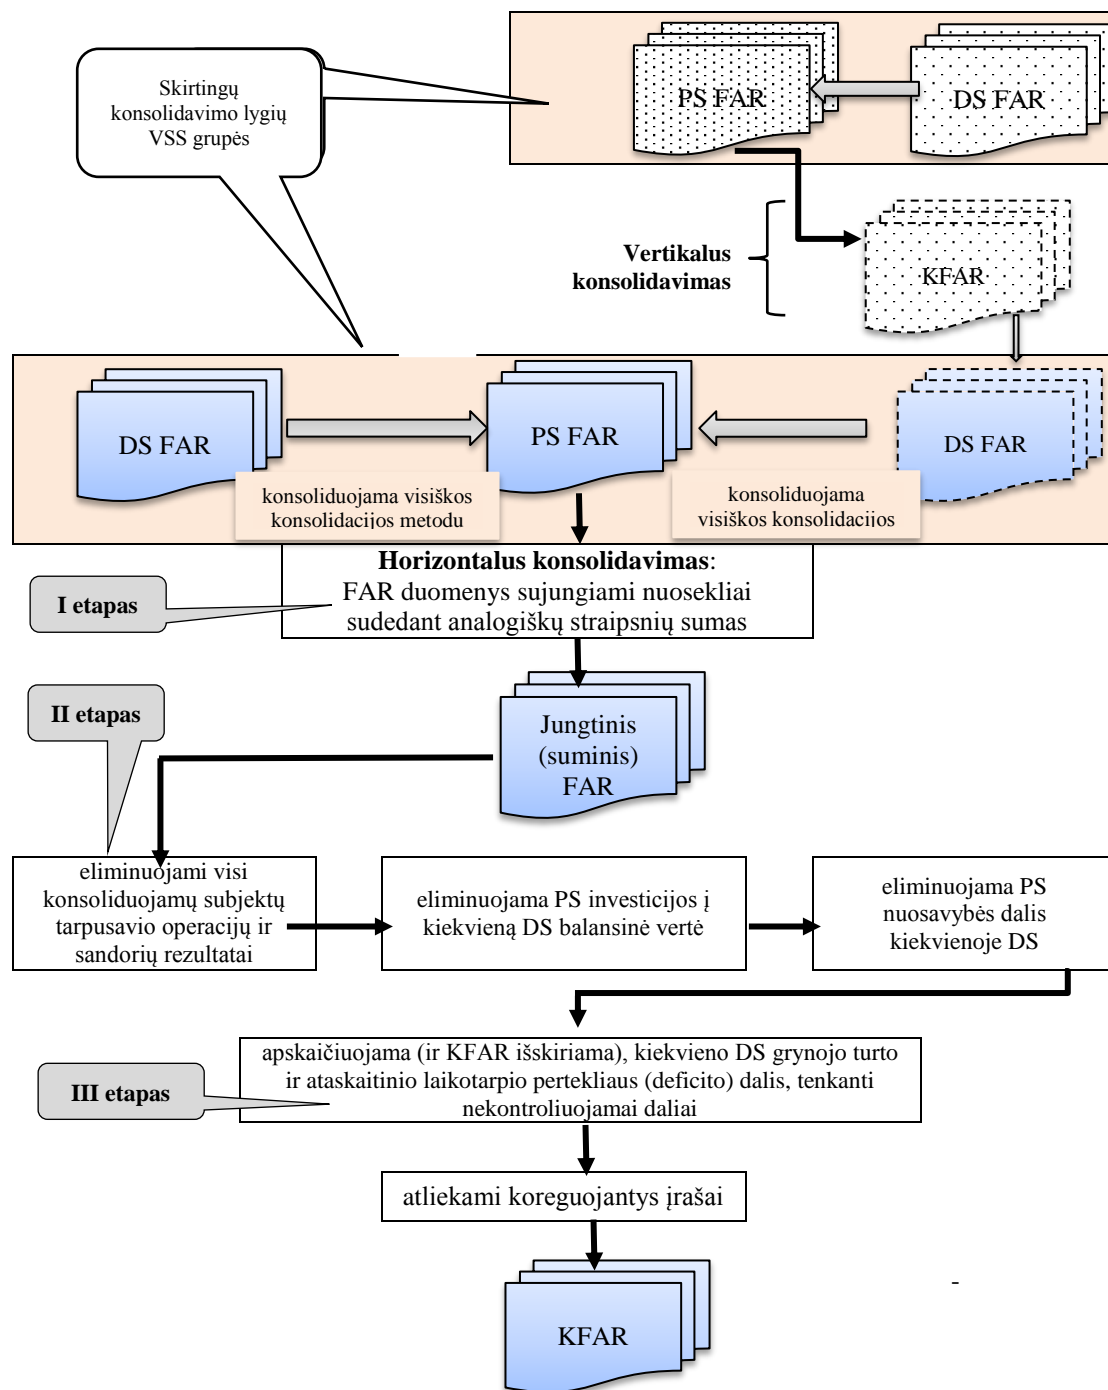 Skirtingų
konsolidavimo lygių
VSS grupės
PS FAR
DS FAR
Vertikalus
konsolidavimas
KFAR
DS FAR
PS FAR
DS FAR
konsoliduojama visiškos
konsolidacijos metodu
konsoliduojama
visiškos konsolidacijos
Horizontalus konsolidavimas:
FAR duomenys sujungiami nuosekliai
sudedant analogiškų straipsnių sumas
I etapas
Jungtinis
(suminis)
FAR
II etapas
eliminuojami visi
konsoliduojamų subjektų
tarpusavio operacijų ir
sandorių rezultatai
eliminuojama PS investicijos į
kiekvieną DS balansinė vertė
eliminuojama PS
nuosavybės dalis
kiekvienoje DS
apskaičiuojama (ir KFAR išskiriama), kiekvieno DS grynojo turto
ir ataskaitinio laikotarpio pertekliaus (deficito) dalis, tenkanti
nekontroliuojamai daliai
III etapas
atliekami koreguojantys įrašai
KFAR
-